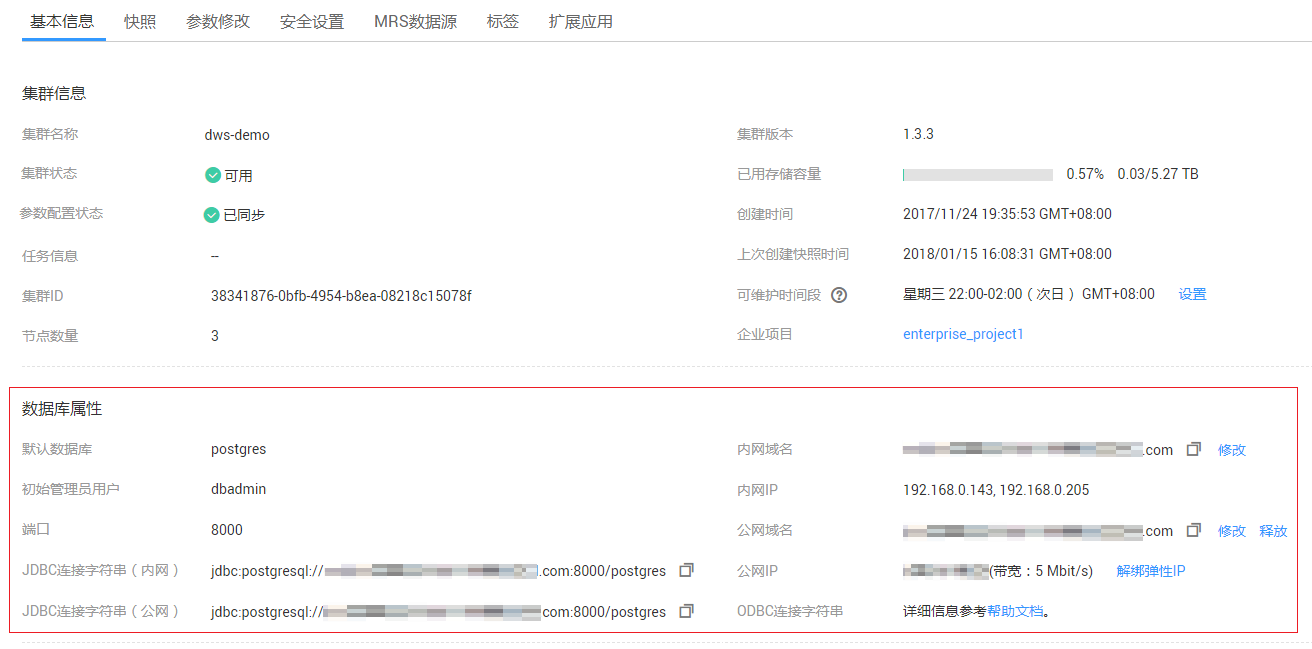 基本信息 快照 参数修改 安全设置 MRS数据源 标签 扩展应用
集群信息
集群名称 dws-demo 集群版本 1.3.3
集群状态 可用 已用存储容量 0.57% 0.03/5.27 TB
参数配置状态 已同步 创建时间 2017/11/24 19:35:53 GMT+08:00
任务信息 -- 上次创建快照时间 2018/01/15 16:08:31 GMT+08:00
集群ID 38341876-0bfb-4954-b8ea-08218c15078f 可维护时间段 ? 星期三 22:00-02:00（次日）GMT+08:00 设置
节点数量 3 企业项目 enterprise_project1
数据库属性
默认数据库 postgres 内网域名 .com 修改
初始管理员用户 dbadmin 内网IP 192.168.0.143, 192.168.0.205
端口 8000 公网域名 .com 修改 释放
JDBC连接字符串（内网） jdbc:postgresql:// .com:8000/postgres 公网IP (带宽：5 Mbit/s) 解绑弹性IP
JDBC连接字符串（公网） jdbc:postgresql:// com:8000/postgres ODBC连接字符串 详细信息参考帮助文档。